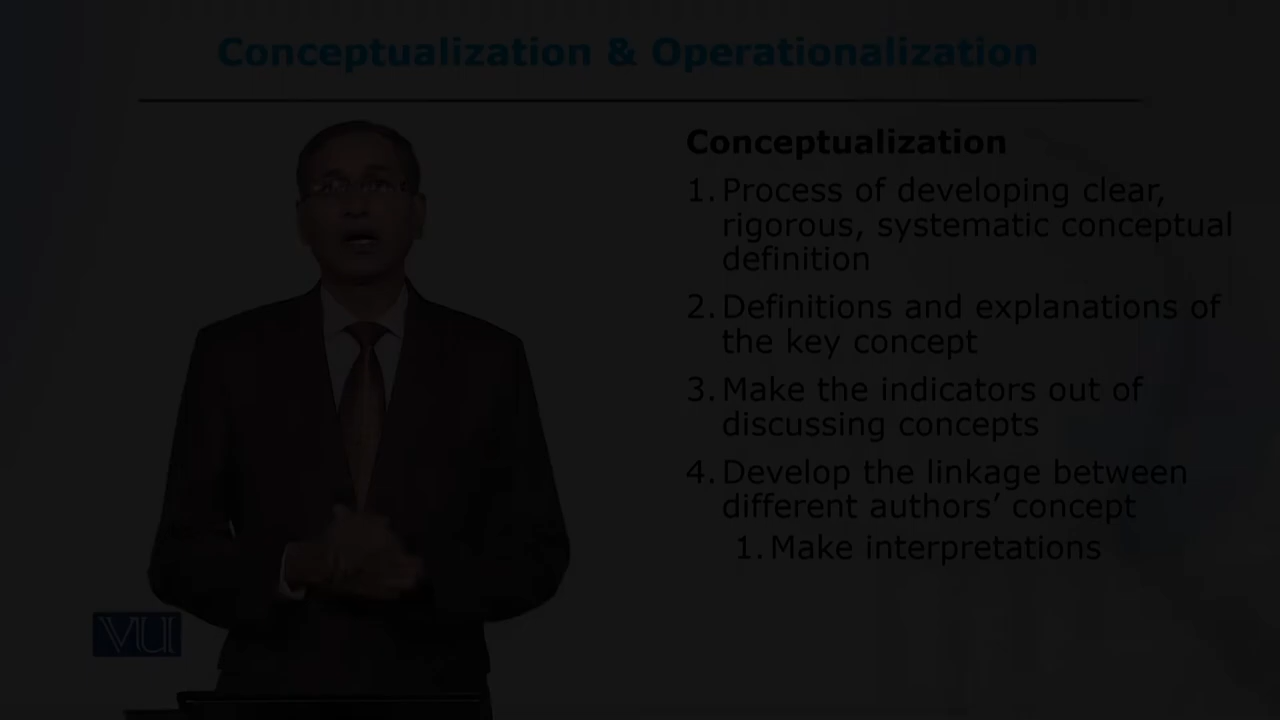 Conceptualization & Operationalization
Conceptualization
1. Process of developing clear,
rigorous, systematic conceptual
definition
2. Definitions and explanations of
the key concept
3. Make the indicators out of
discussing concepts
4. Develop the linkage between
different authors’ concept
1. Make interpretations
VU